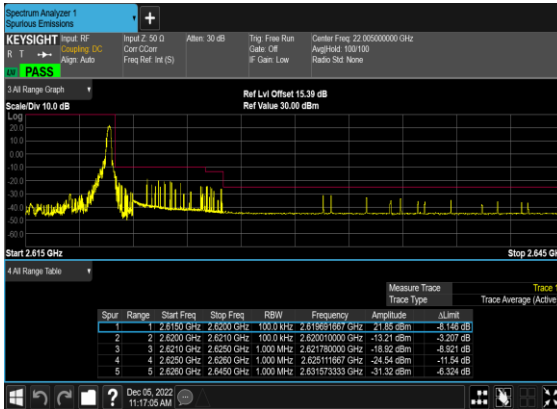 Spectrum Analyzer 1
Spurious Emissions
KEYSIGHT Input: RF Input Z: 50 Ω Atten: 30 dB Trig: Free Run Center Freq: 22.005000000 GHz
R T Coupling: DC Corr CCorr Gate: Off Avg|Hold: 100/100
Align: Auto Freq Ref: Int (S) IF Gain: Low Radio Std: None
PASS
3 All Range Graph
Ref Lvl Offset 15.39 dB
Scale/Div 10.0 dB Ref Value 30.00 dBm
Log
20.0
10.0
0.00
-10.0
-20.0
-30.0
-40.0
-50.0
-60.0
Start 2.615 GHz Stop 2.645 GH
4 All Range Table
Measure Trace Trace 1
Trace Type Trace Average (Active
Spur Range Start Freq Stop Freq RBW Frequency Amplitude ΔLimit
1 1 2.6150 GHz 2.6200 GHz 100.0 kHz 2.619691667 GHz 21.85 dBm -8.146 dB
2 2 2.6200 GHz 2.6210 GHz 100.0 kHz 2.620010000 GHz -13.21 dBm -3.207 dB
3 3 2.6210 GHz 2.6250 GHz 1.000 MHz 2.621780000 GHz -18.92 dBm -8.921 dB
4 4 2.6250 GHz 2.6260 GHz 1.000 MHz 2.625111667 GHz -24.54 dBm -11.54 dB
5 5 2.6260 GHz 2.6450 GHz 1.000 MHz 2.631573333 GHz -31.32 dBm -6.324 dB
Dec 05, 2022
11:17:05 AM